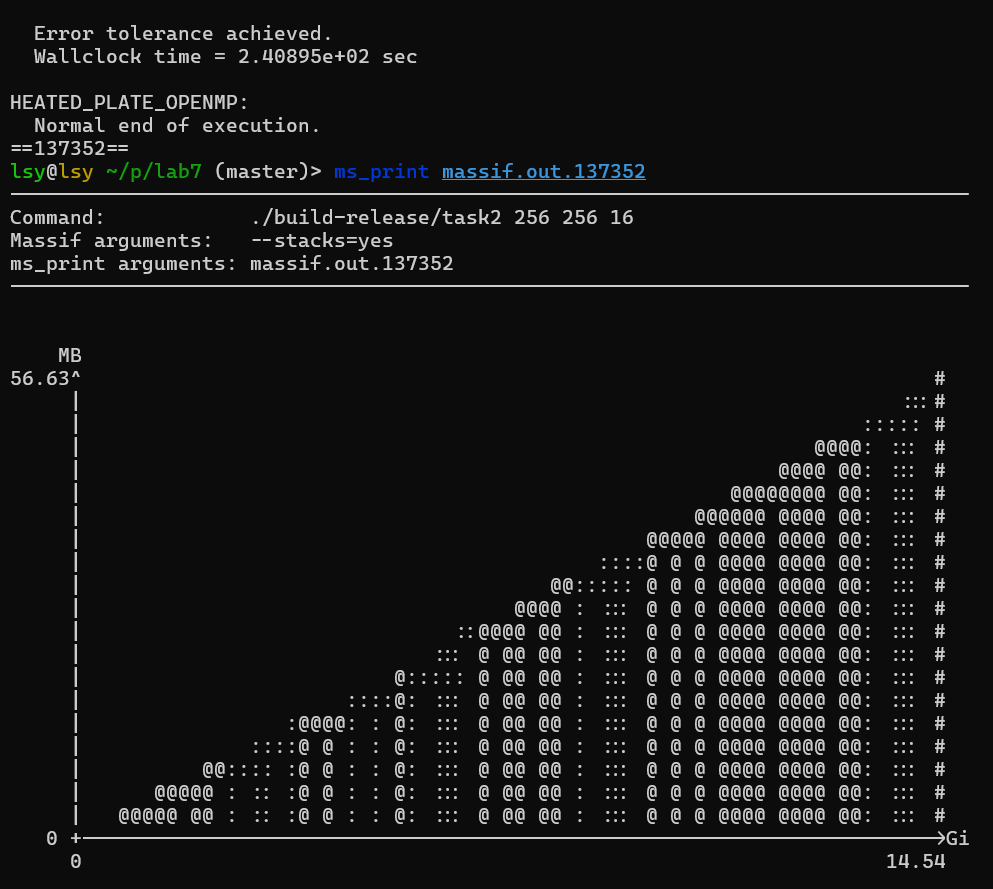 Error tolerance achieved.
Wallclock time = 2.40895e+02 sec
HEATED_PLATE_OPENMP:
Normal end of execution.
==137352==
lsy@lsy ~/p/lab7 (master)> ms_print massif.out.137352
--------------------------------------------------------------------------------
Command:            ./build-release/task2 256 256 16
Massif arguments:   --stacks=yes
ms_print arguments: massif.out.137352
--------------------------------------------------------------------------------
    MB
56.63^                                                                       #
     |                                                                    ::: #
     |                                                                 ::::: #
     |                                                             @@@@:  ::: #
     |                                                          @@@@ @@:  ::: #
     |                                                      @@@@@@@@ @@:  ::: #
     |                                                   @@@@@@ @@@@ @@:  ::: #
     |                                               @@@@@ @@@@ @@@@ @@:  ::: #
     |                                           ::::@ @ @ @@@@ @@@@ @@:  ::: #
     |                                       @@::::: @ @ @ @@@@ @@@@ @@:  ::: #
     |                                    @@@@ :  ::: @ @ @ @@@@ @@@@ @@:  ::: #
     |                               ::@@@@ @@ :  ::: @ @ @ @@@@ @@@@ @@:  ::: #
     |                              :::  @ @@ @@ :  ::: @ @ @ @@@@ @@@@ @@:  ::: #
     |                          @::::: @ @@ @@ :  ::: @ @ @ @@@@ @@@@ @@:  ::: #
     |                      ::::@:  ::: @ @@ @@ :  ::: @ @ @ @@@@ @@@@ @@:  ::: #
     |                 :@@@@: : @:  ::: @ @@ @@ :  ::: @ @ @ @@@@ @@@@ @@:  ::: #
     |              ::::@ @ : : @:  ::: @ @@ @@ :  ::: @ @ @ @@@@ @@@@ @@:  ::: #
     |          @@:::: :@ @ : : @:  ::: @ @@ @@ :  ::: @ @ @ @@@@ @@@@ @@:  ::: #
     |      @@@@@ : :: :@ @ : : @:  ::: @ @@ @@ :  ::: @ @ @ @@@@ @@@@ @@:  ::: #
     |   @@@@@ @@ : :: :@ @ : : @:  ::: @ @@ @@ :  ::: @ @ @ @@@@ @@@@ @@:  ::: #
   0 +----------------------------------------------------------------------->Gi
     0                                                                   14.54